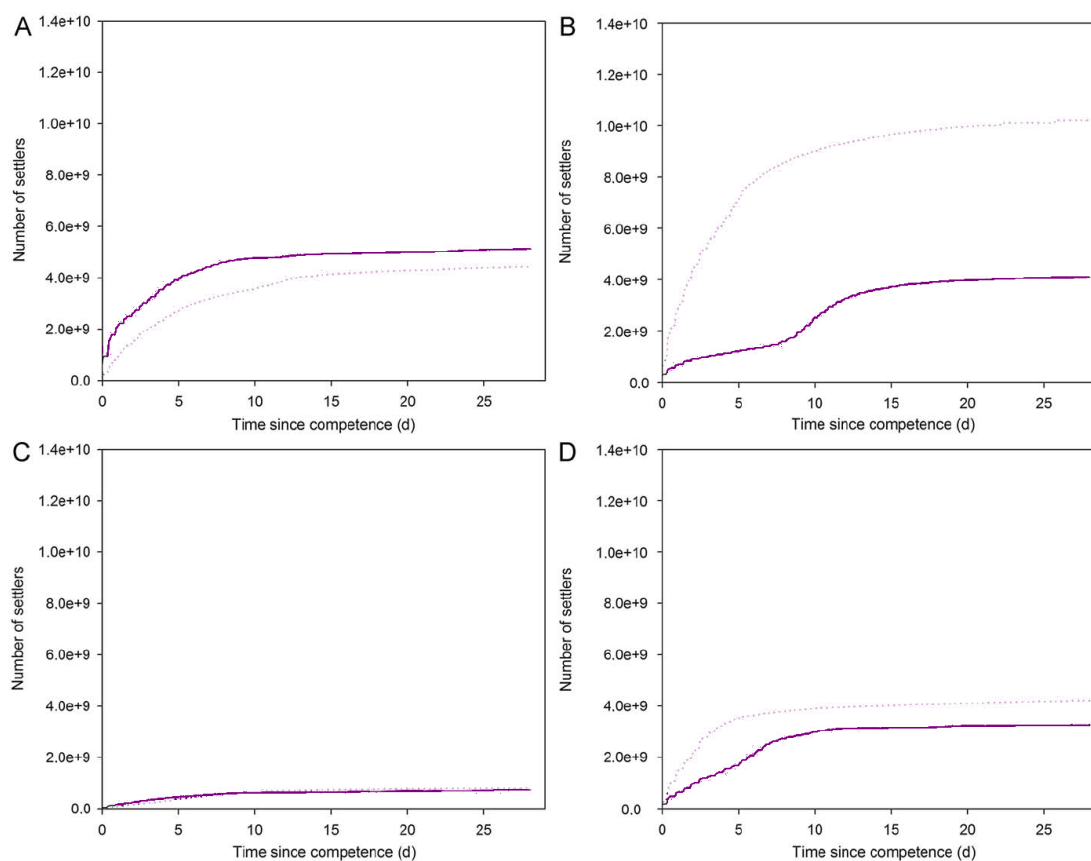 A
1.4e+10
1.2e+10
1.0e+10
8.0e+9
6.0e+9
4.0e+9
2.0e+9
0.0
Number of settlers
0 5 10 15 20 25
Time since competence (d)
B
1.4e+10
1.2e+10
1.0e+10
8.0e+9
6.0e+9
4.0e+9
2.0e+9
0.0
Number of settlers
0 5 10 15 20 25
Time since competence (d)
C
1.4e+10
1.2e+10
1.0e+10
8.0e+9
6.0e+9
4.0e+9
2.0e+9
0.0
Number of settlers
0 5 10 15 20 25
Time since competence (d)
D
1.4e+10
1.2e+10
1.0e+10
8.0e+9
6.0e+9
4.0e+9
2.0e+9
0.0
Number of settlers
0 5 10 15 20 25
Time since competence (d)